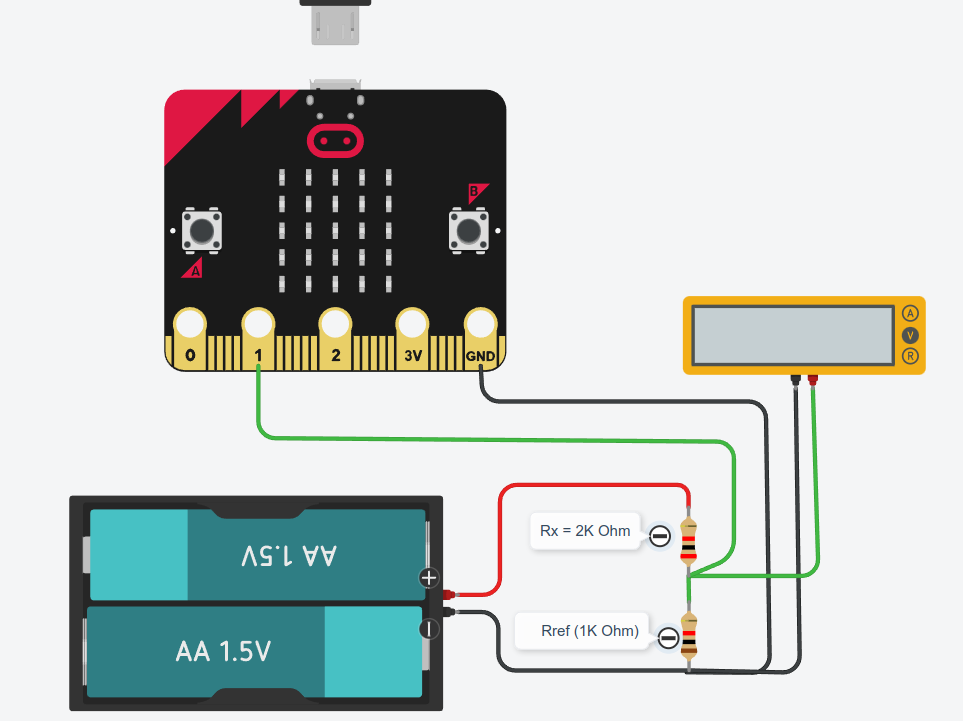 B
A
0
1
2
3V
GND
A
V
R
AA 1.5V
Rx = 2K Ohm
AA 1.5V
Rref (1K Ohm)